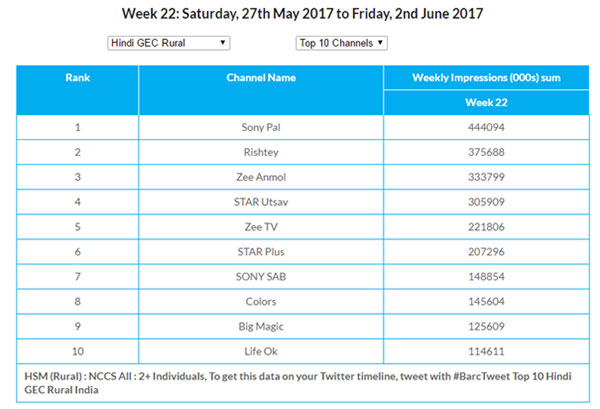 Week 22: Saturday, 27th May 2017 to Friday, 2nd June 2017
Hindi GEC Rural Top 10 Channels
Rank Channel Name Weekly Impressions (000s) sum
Week 22
1 Sony Pal 444094
2 Rishtey 375688
3 Zee Anmol 333799
4 STAR Utsav 305909
5 Zee TV 221806
6 STAR Plus 207296
7 SONY SAB 148854
8 Colors 145604
9 Big Magic 125609
10 Life Ok 114611
HSM (Rural) : NCCS All : 2+ Individuals, To get this data on your Twitter timeline, tweet with #BarcTweet Top 10 Hindi
GEC Rural India